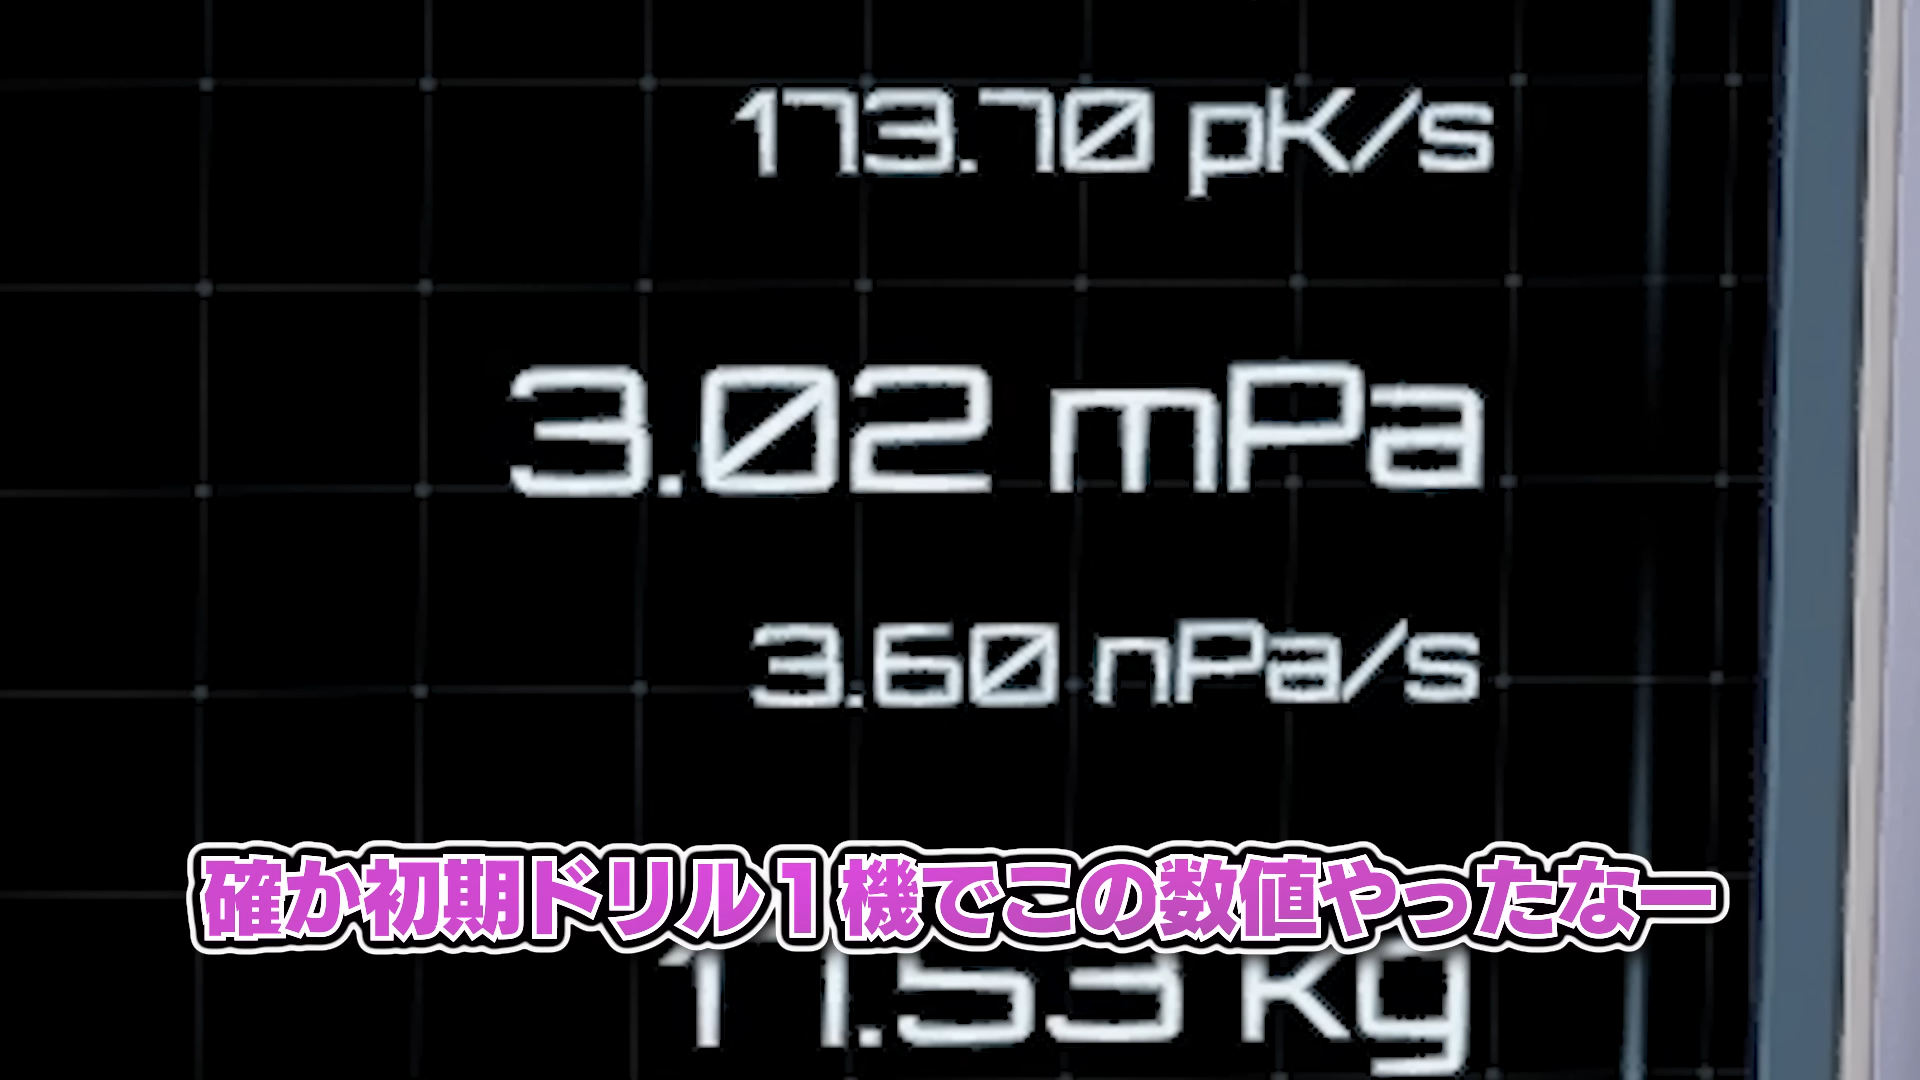 173.70 pK/s
3.02 mPa
3.60 nPa/s
確か初期ドリル１機でこの数値やったなー
kg